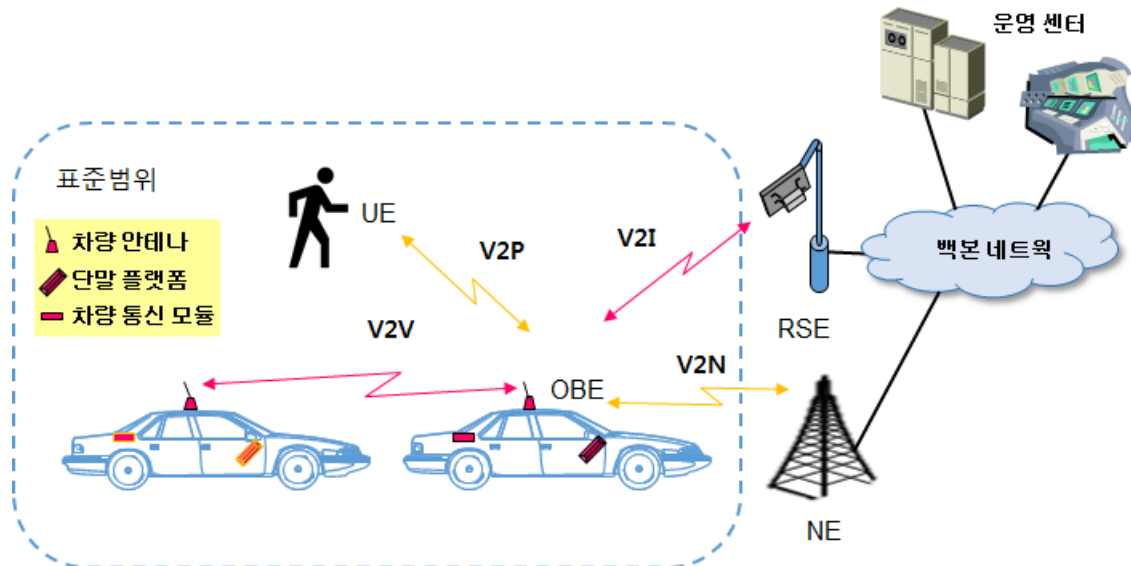 운영 센터
표준범위
UE
차량 안테나
단말 플랫폼
차량 통신 모듈
V2P
V2I
백본 네트웍
RSE
V2V
V2N
OBE
NE